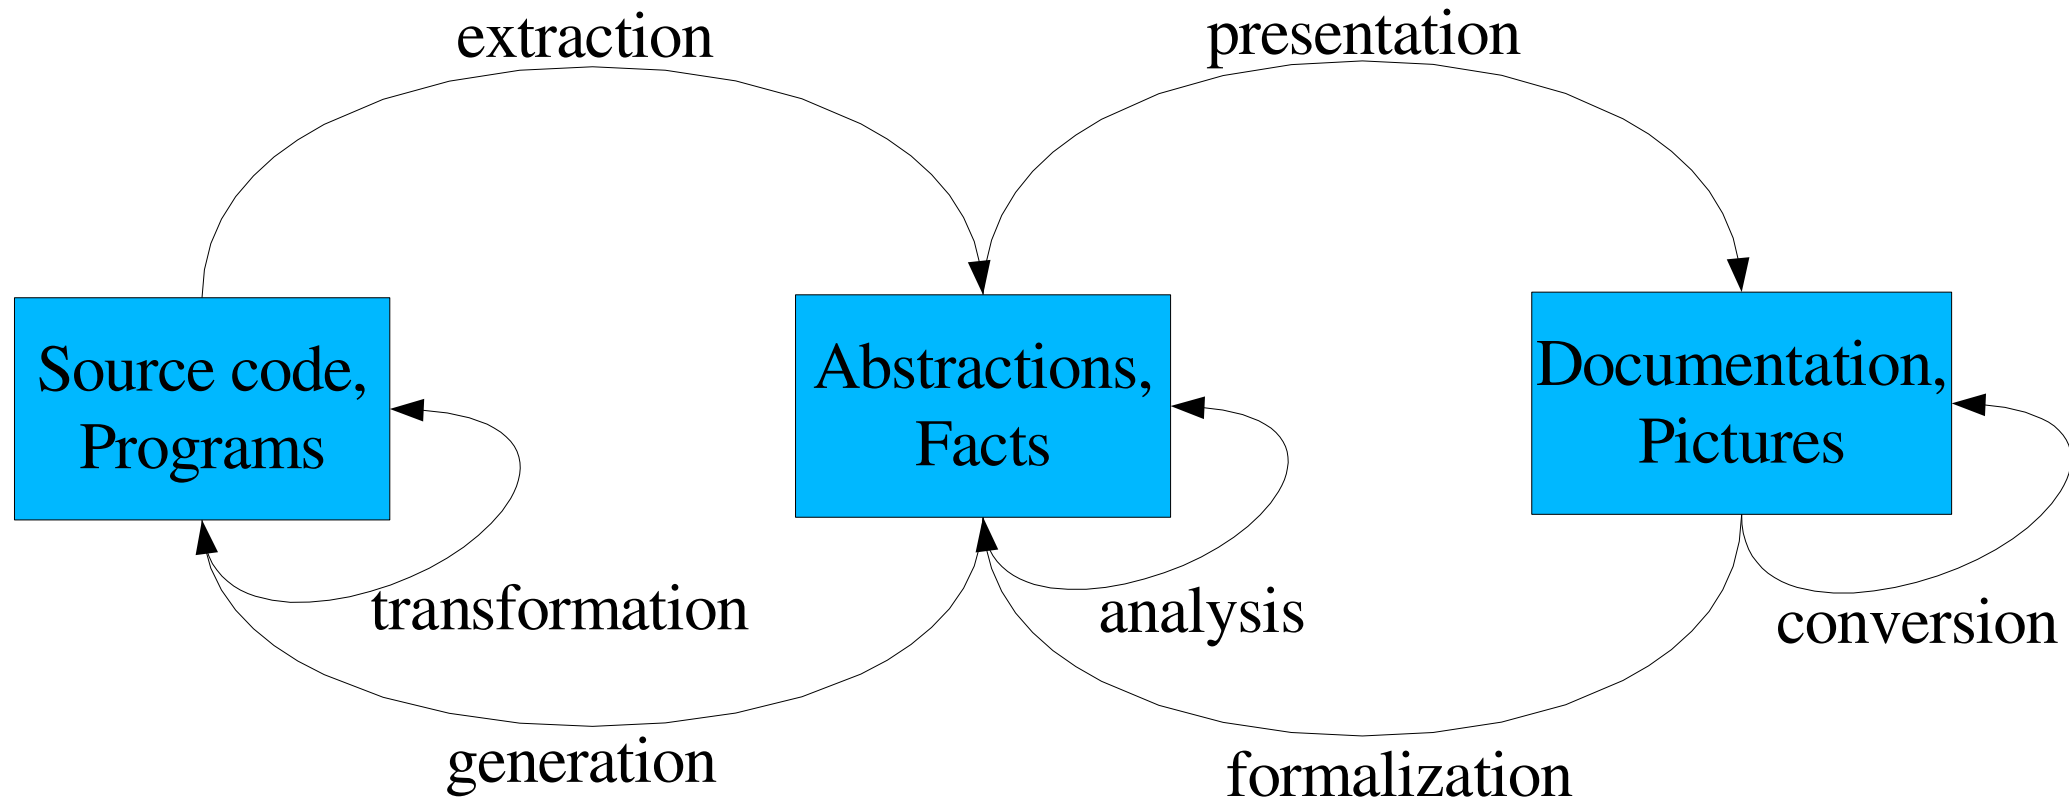 extraction
presentation
Source code,
Programs
Abstractions,
Facts
Documentation,
Pictures
transformation
analysis
conversion
generation
formalization